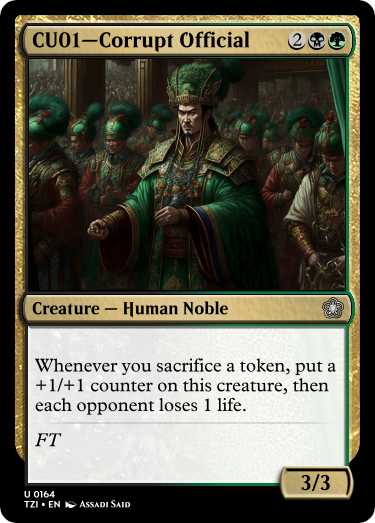 CU01—Corrupt Official 2
Creature — Human Noble
Whenever you sacrifice a token, put a
+1/+1 counter on this creature, then
each opponent loses 1 life.
FT
3/3
U 0164
TZI • EN Assadi Said